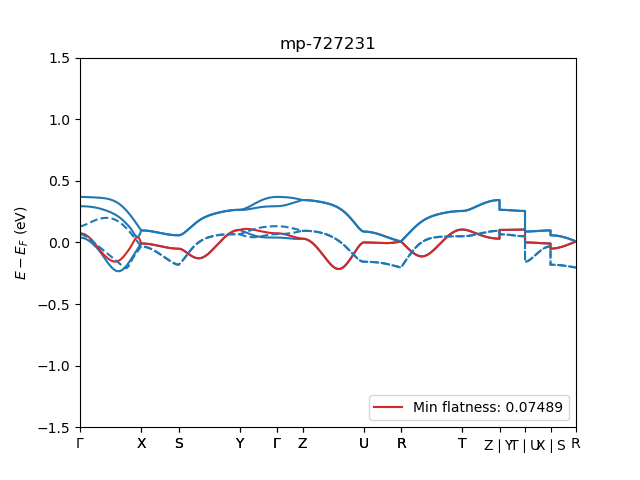 mp-727231
1.5
1.0
0.5
0.0
−0.5
−1.0
−1.5
E − E_F (eV)
Min flatness: 0.07489
Γ X S Y Γ Z U R T Z | Y T | U X | S R